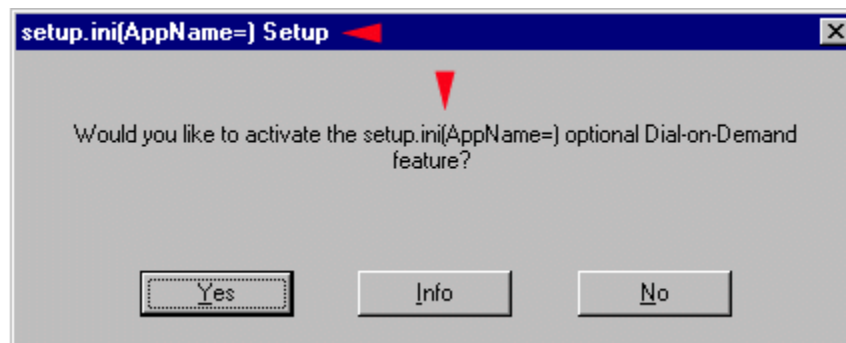 setup.ini(AppName=) Setup
Would you like to activate the setup.ini(AppName=) optional Dial-on-Demand
feature?
Yes
Info
No